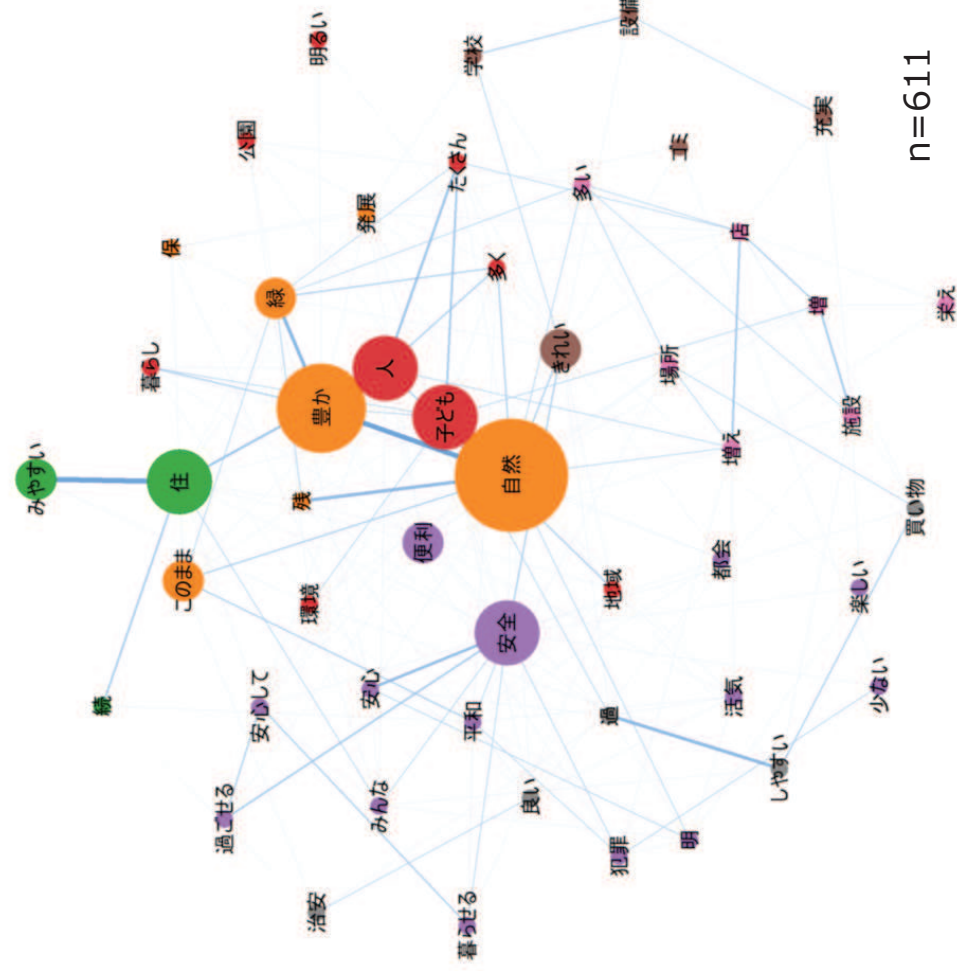 明るい
設備
学校
公園
充実
ゴミ
たくさん
多い
発展
保
店
多く
緑
増
栄え
きれい
暮らし
場所
人
豊か
子ども
施設
増え
自然
みやすい
住
残
買い物
便利
都会
このまま
楽しい
地域
環境
安全
少ない
安心
活気
続
安心して
過
平和
しやすい
良い
みんな
過ごせる
明
犯罪
治安
暮らせる
n=611